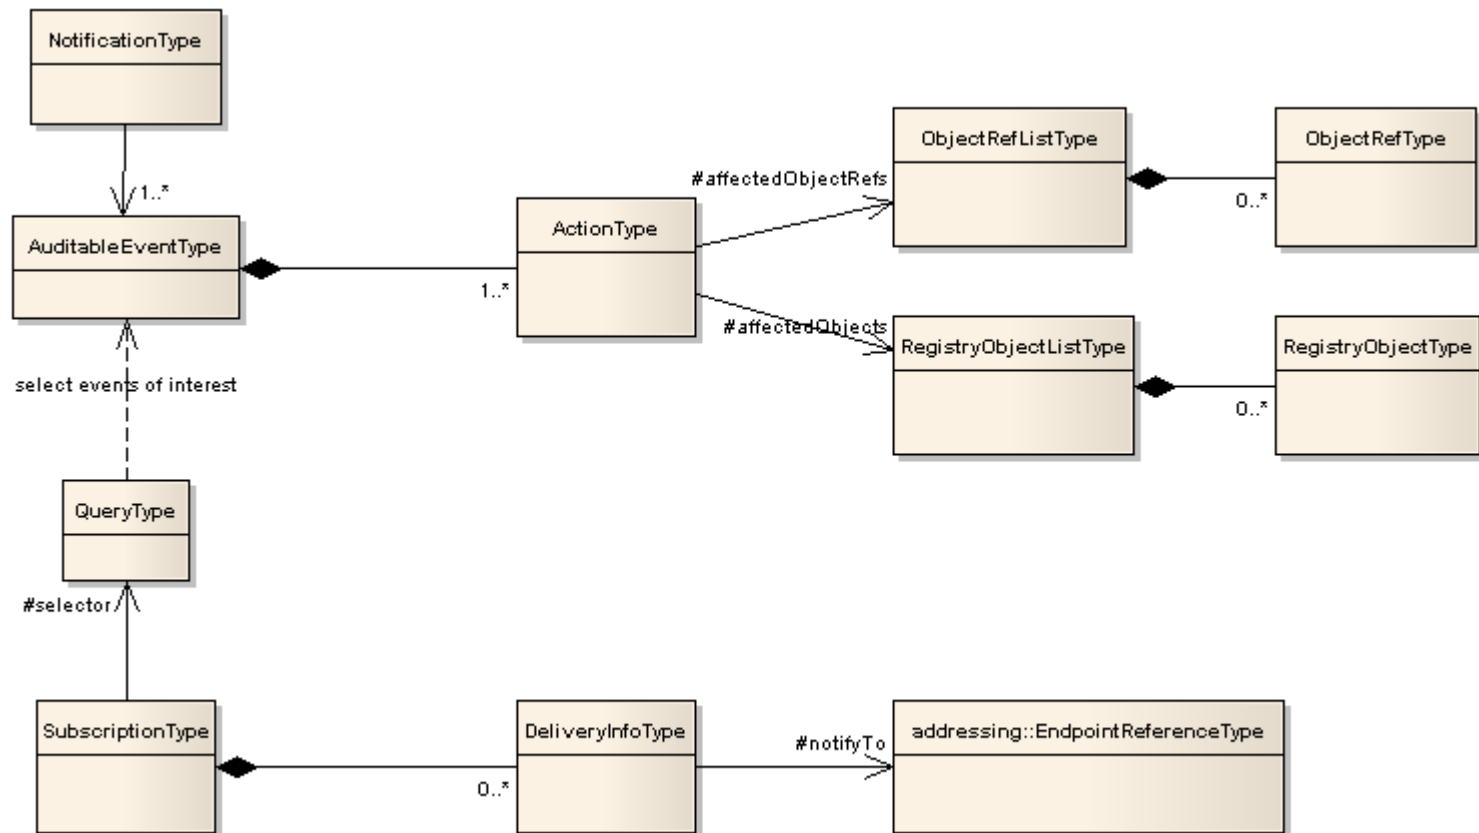 NotificationType
1..*
AuditableEventType
1..*
ActionType
#affectedObjectRefs
ObjectRefListType
0..*
ObjectRefType
#affectedObjects
RegistryObjectListType
0..*
RegistryObjectType
select events of interest
QueryType
#selector
SubscriptionType
0..*
DeliveryInfoType
#notifyTo
addressing::EndpointReferenceType